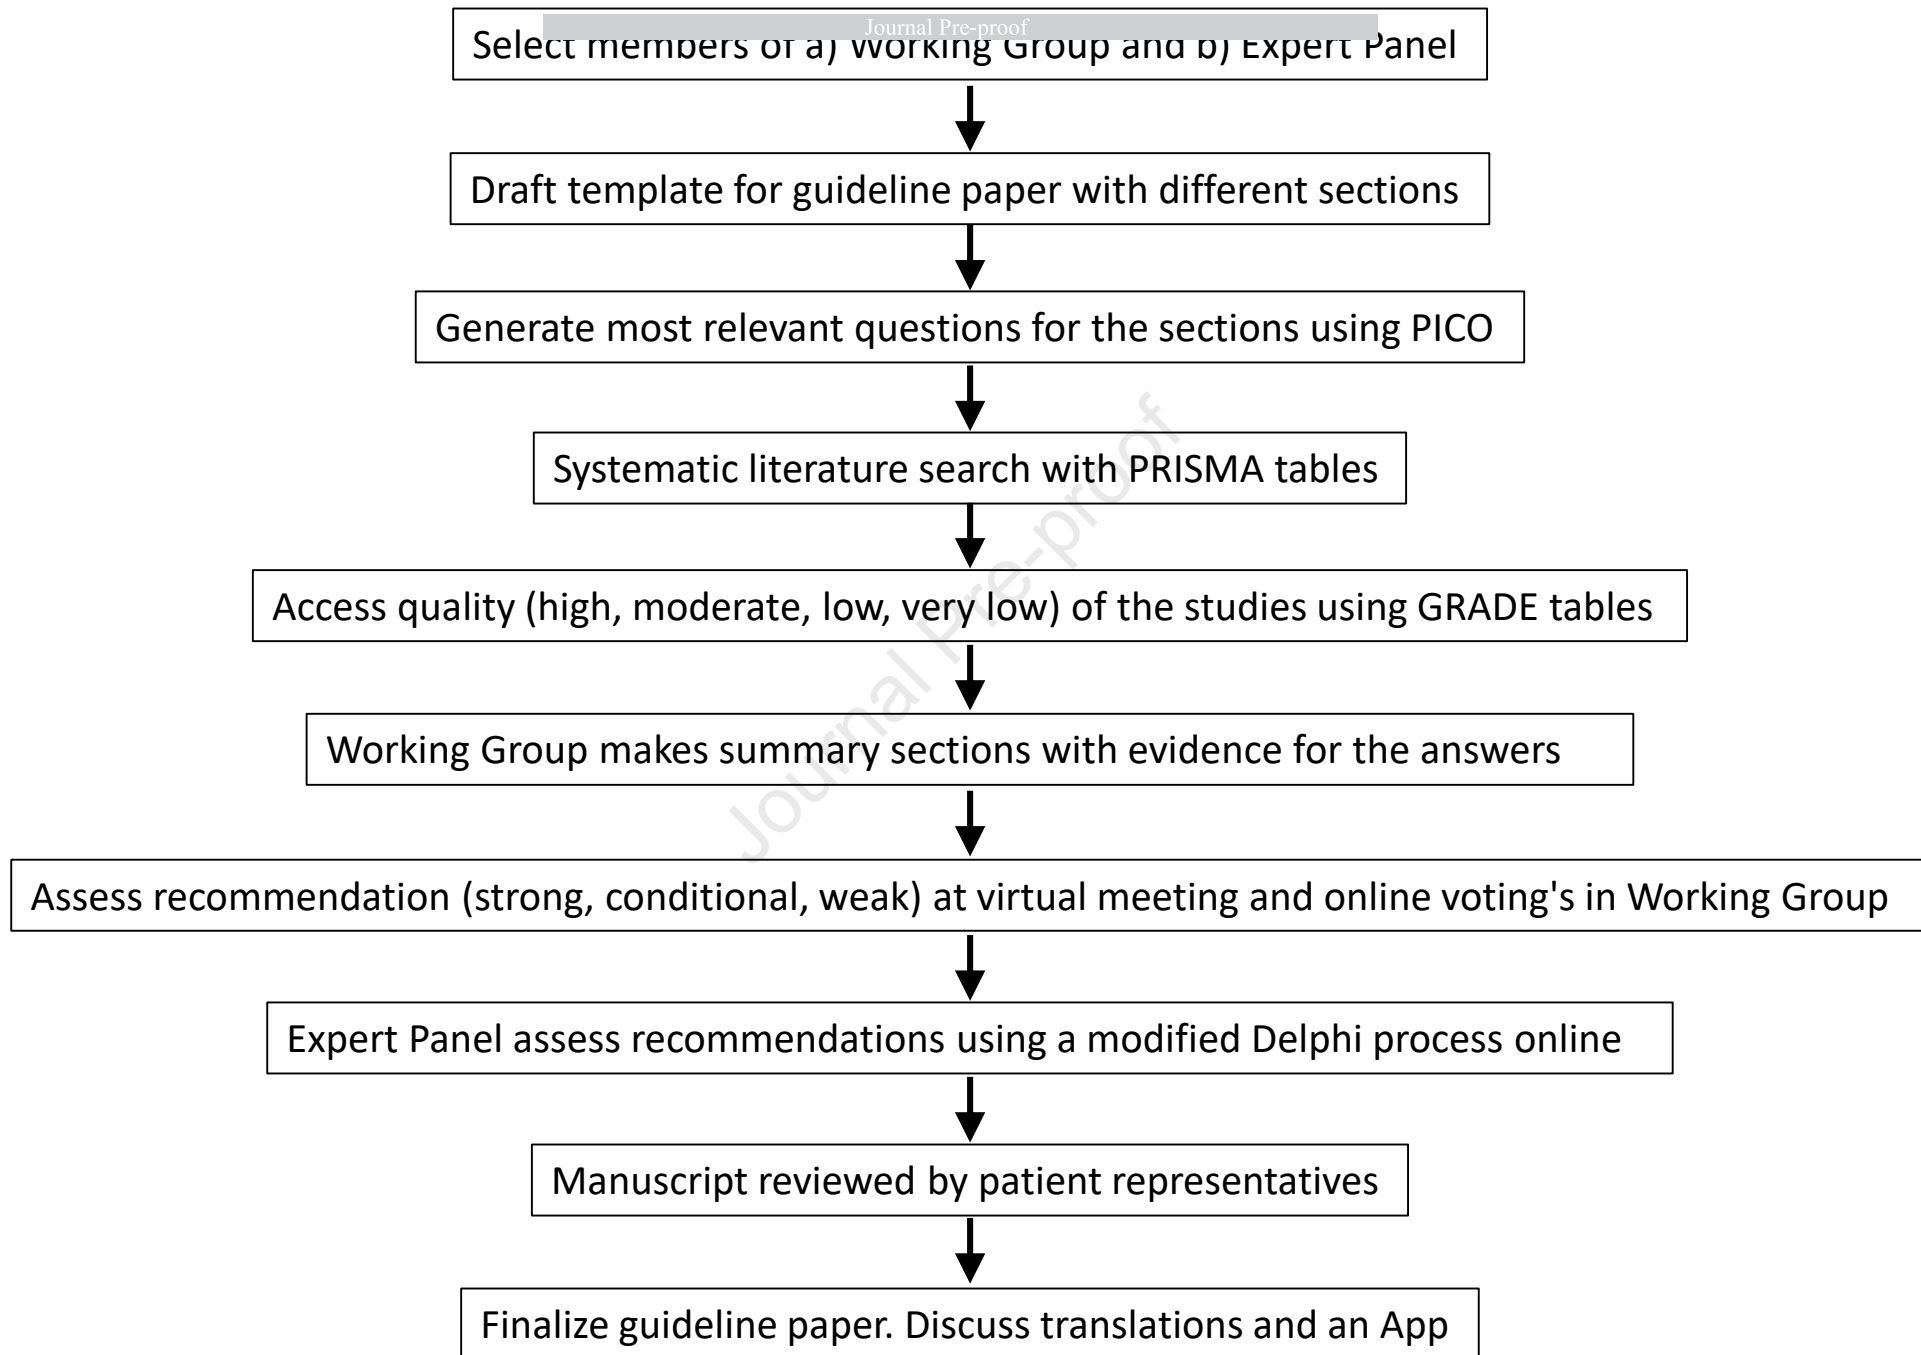 Journal Pre-proof
Select members of a) Working Group and b) Expert Panel
Draft template for guideline paper with different sections
Generate most relevant questions for the sections using PICO
Systematic literature search with PRISMA tables
Access quality (high, moderate, low, very low) of the studies using GRADE tables
Working Group makes summary sections with evidence for the answers
Journal Pre-proof
Assess recommendation (strong, conditional, weak) at virtual meeting and online voting's in Working Group
Expert Panel assess recommendations using a modified Delphi process online
Manuscript reviewed by patient representatives
Finalize guideline paper. Discuss translations and an App